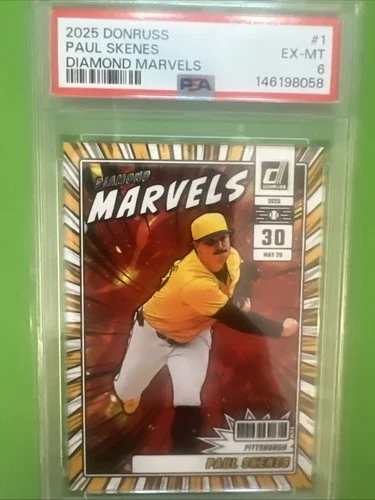 2025 DONRUSS #1
PAUL SKENES EX-MT
DIAMOND MARVELS PSA 6
146198058
DIAMOND
MARVELS
DONRUSS
2025
30
MAY 29
PITTSBURGH
PAUL SKENES